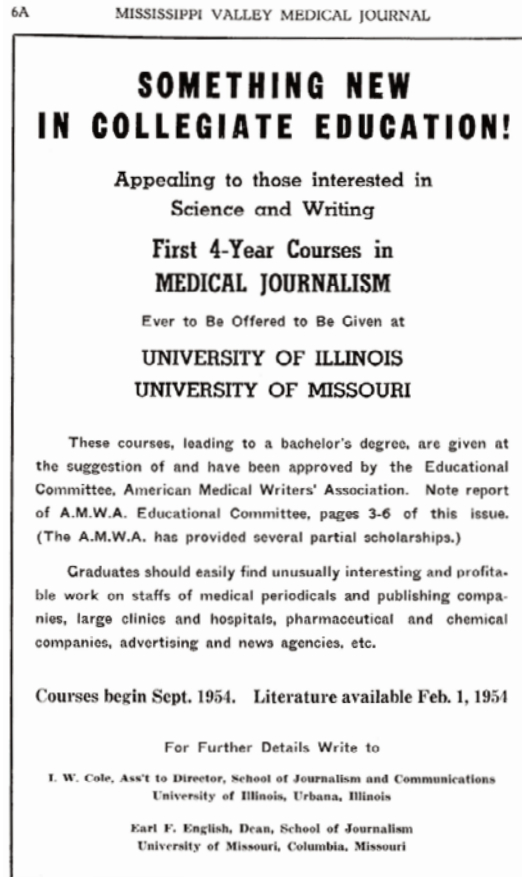 6A MISSISSIPPI VALLEY MEDICAL JOURNAL
SOMETHING NEW
IN COLLEGIATE EDUCATION!
Appealing to those interested in
Science and Writing
First 4-Year Courses in
MEDICAL JOURNALISM
Ever to Be Offered to Be Given at
UNIVERSITY OF ILLINOIS
UNIVERSITY OF MISSOURI
These courses, leading to a bachelor's degree, are given at
the suggestion of and have been approved by the Educational
Committee, American Medical Writers' Association. Note report
of A.M.W.A. Educational Committee, pages 3-6 of this issue.
(The A.M.W.A. has provided several partial scholarships.)
Graduates should easily find unusually interesting and profita-
ble work on staffs of medical periodicals and publishing compa-
nies, large clinics and hospitals, pharmaceutical and chemical
companies, advertising and news agencies, etc.
Courses begin Sept. 1954. Literature available Feb. 1, 1954
For Further Details Write to
I. W. Cole, Ass't to Director, School of Journalism and Communications
University of Illinois, Urbana, Illinois
Earl F. English, Dean, School of Journalism
University of Missouri, Columbia, Missouri